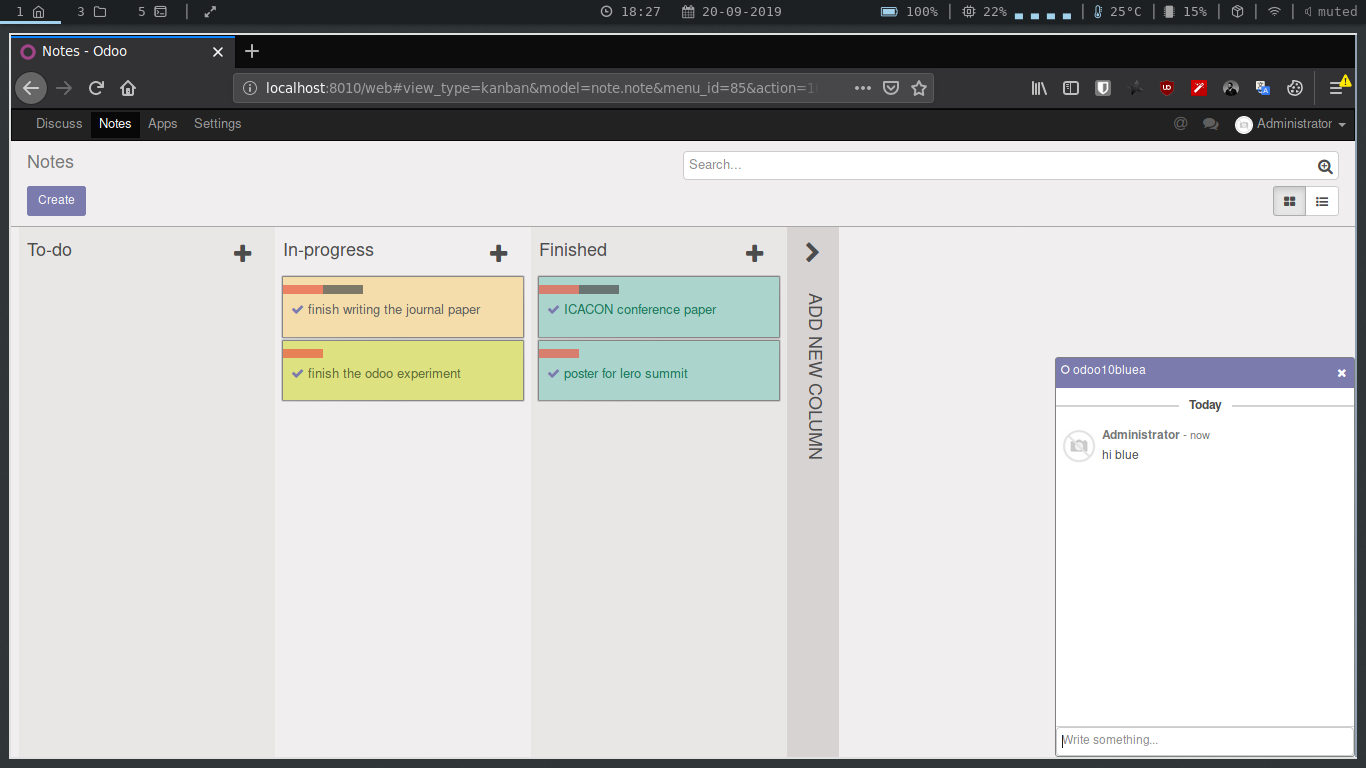 1 3 5 18:27 20-09-2019 100% 22% 25°C 15% muted
Notes - Odoo
localhost:8010/web#view_type=kanban&model=note.note&menu_id=85&action=1
Discuss Notes Apps Settings Administrator
Notes
Search...
Create
To-do
In-progress
finish writing the journal paper
finish the odoo experiment
Finished
ICACON conference paper
poster for lero summit
ADD NEW COLUMN
odoo10bluea
Today
Administrator - now
hi blue
Write something...